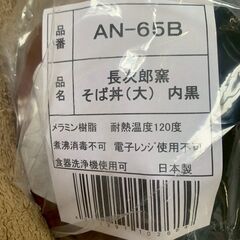 品番 AN-65B
品名 長次郎窯
そば丼(大) 内黒
メラミン樹脂 耐熱温度120度
煮沸消毒不可 電子レンジ使用不可
食器洗浄機使用可 日本製